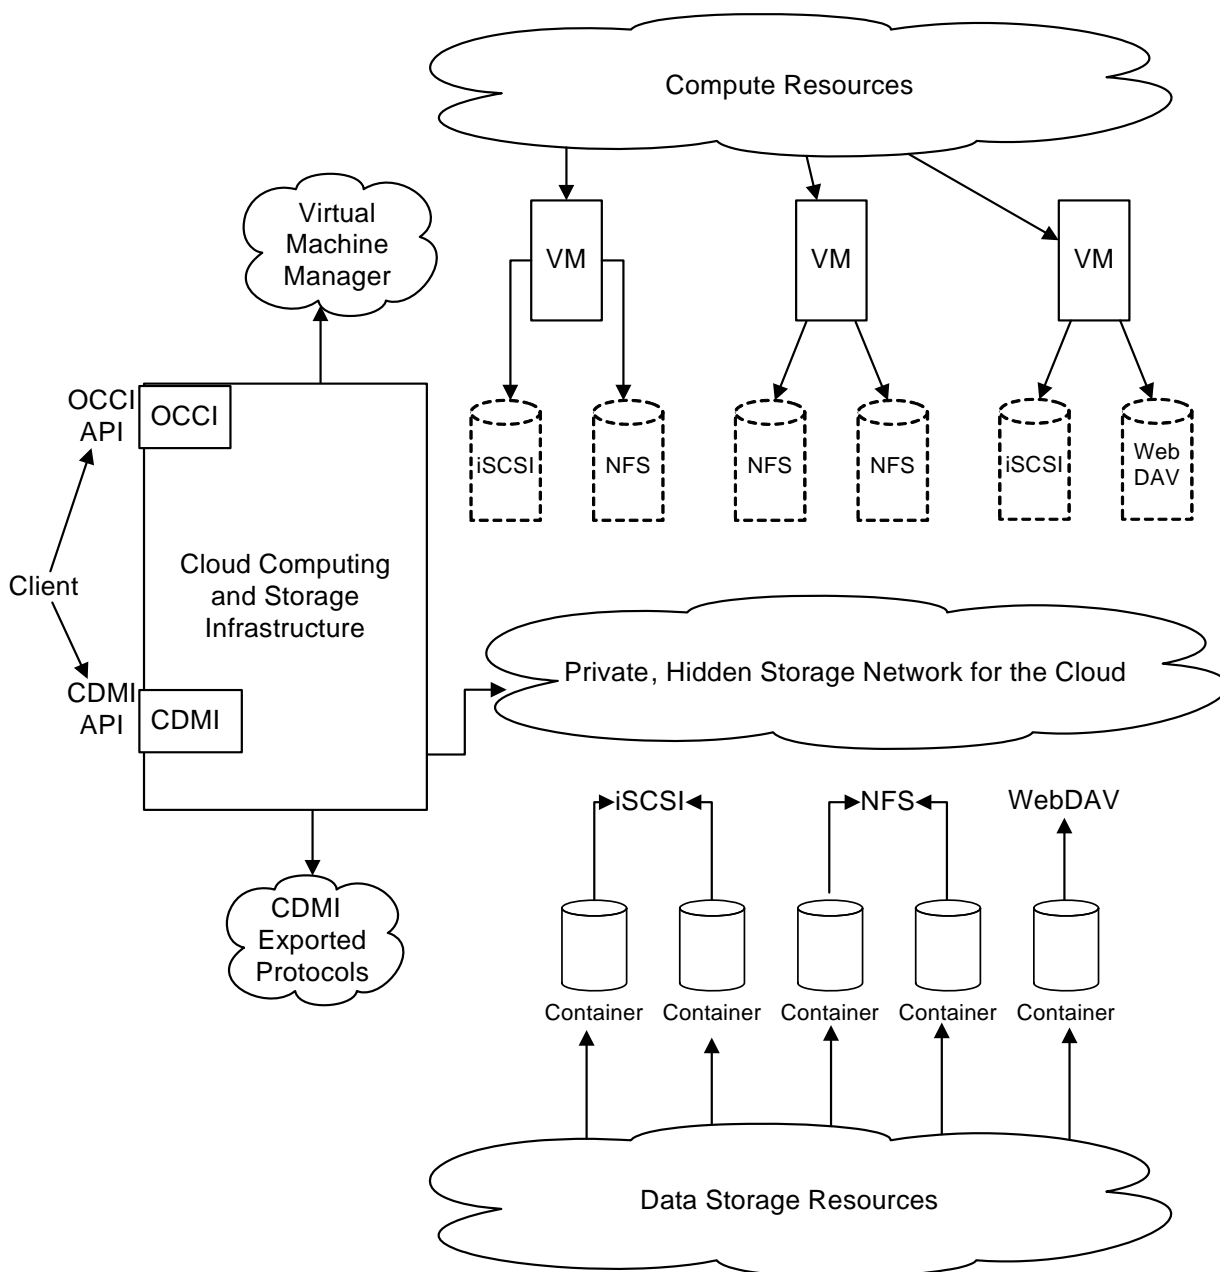 Compute Resources
Virtual
Machine
Manager
VM
VM
VM
OCCI
API
OCCI
iSCSI
NFS
NFS
NFS
iSCSI
Web
DAV
Client
Cloud Computing
and Storage
Infrastructure
CDMI
API
CDMI
Private, Hidden Storage Network for the Cloud
iSCSI
NFS
WebDAV
CDMI
Exported
Protocols
Container
Container
Container
Container
Container
Data Storage Resources